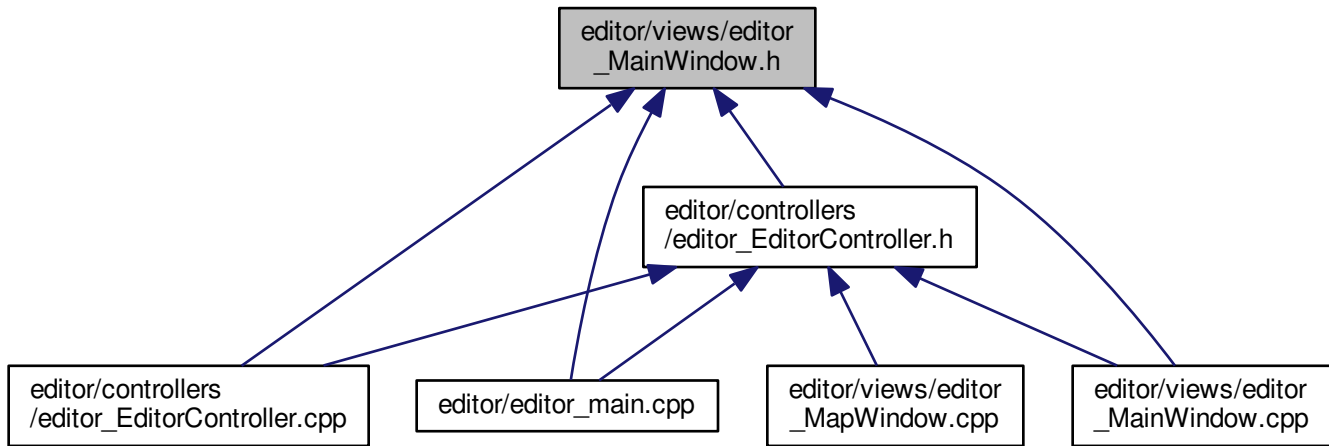 editor/views/editor
_MainWindow.h
editor/controllers
/editor_EditorController.h
editor/controllers
/editor_EditorController.cpp
editor/editor_main.cpp
editor/views/editor
_MapWindow.cpp
editor/views/editor
_MainWindow.cpp